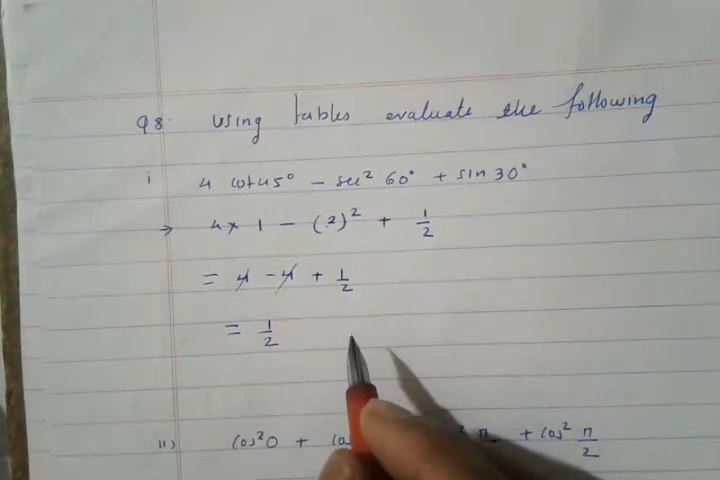 Q8. Using tables evaluate the following
i 4 cot45° - sec² 60° + sin 30°
→ 4 × 1 - (2)² + 1/2
= 4 - 4 + 1/2
= 1/2
ii) Cos²0 + π + Cos² π/2